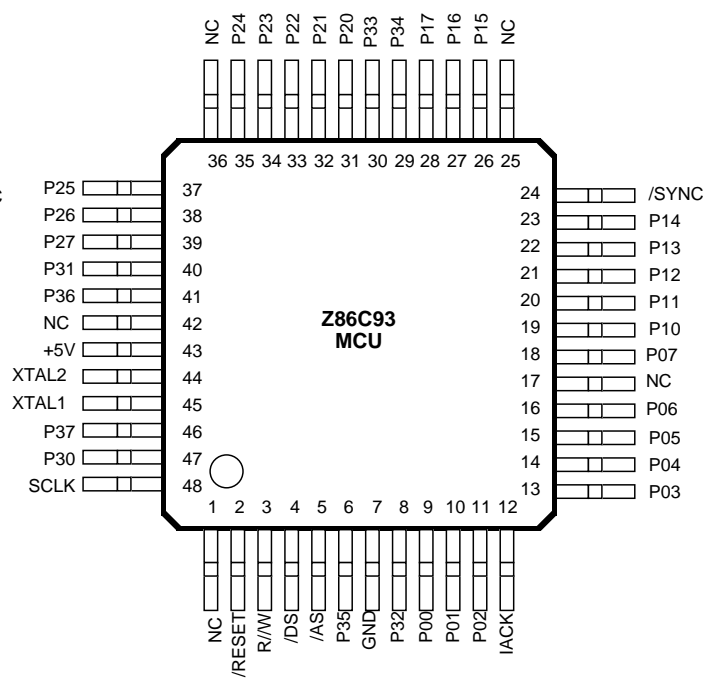 NC P24 P23 P22 P21 P20 P33 P34 P17 P16 P15 NC
36 35 34 33 32 31 30 29 28 27 26 25
P25 37
P26 38
P27 39
P31 40
P36 41
NC 42
+5V 43
XTAL2 44
XTAL1 45
P37 46
P30 47
SCLK 48
Z86C93
MCU
24 /SYNC
23 P14
22 P13
21 P12
20 P11
19 P10
18 P07
17 NC
16 P06
15 P05
14 P04
13 P03
1 2 3 4 5 6 7 8 9 10 11 12
NC /RESET R//W /DS /AS P35 GND P32 P00 P01 P02 IACK